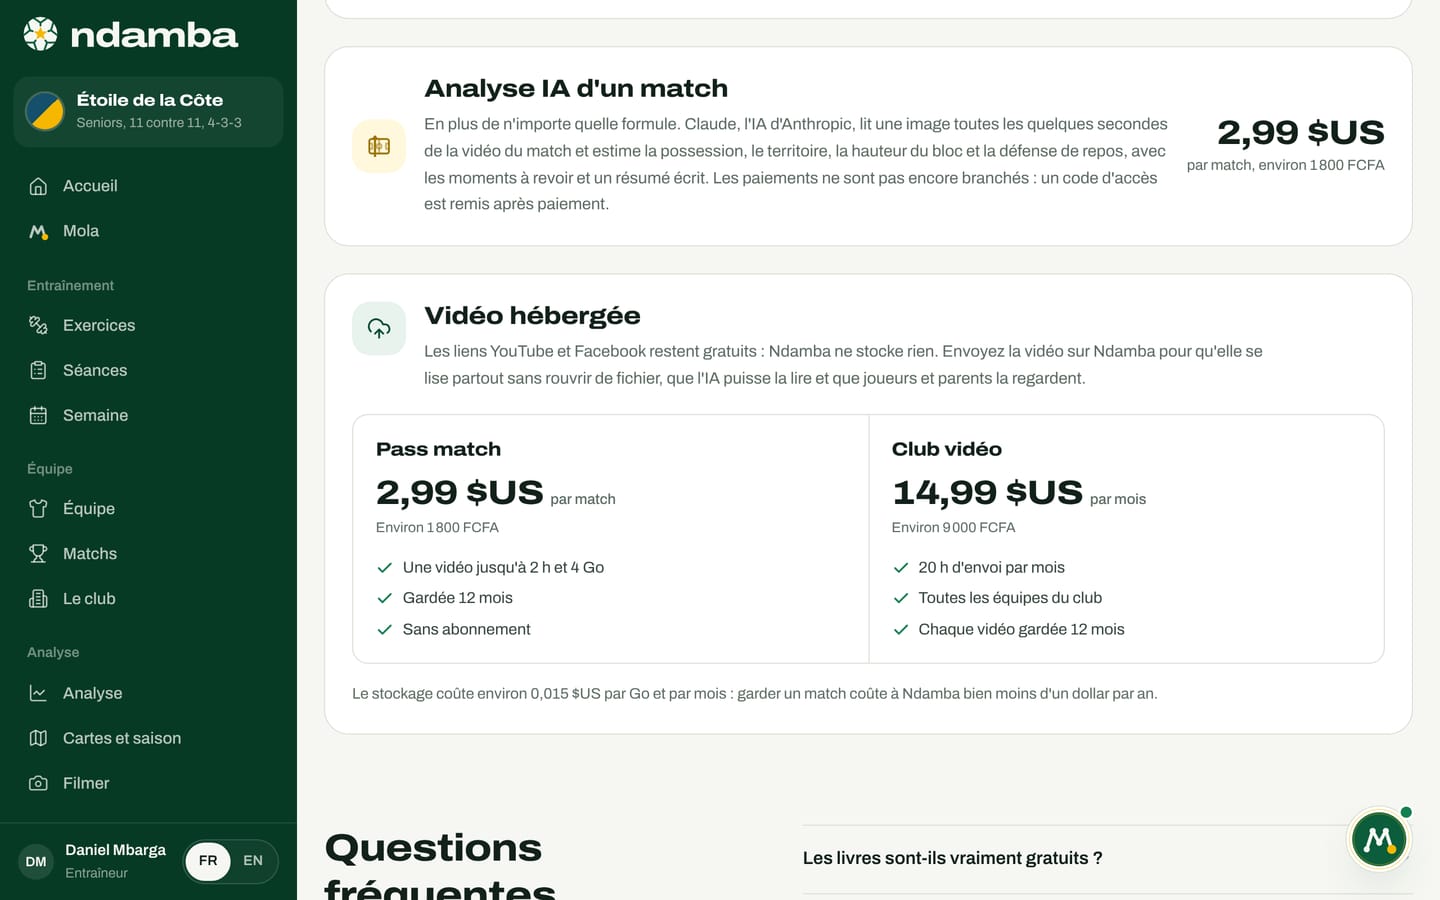 ndamba
Étoile de la Côte
Seniors, 11 contre 11, 4-3-3
Accueil
Mola
Entraînement
Exercices
Séances
Semaine
Équipe
Équipe
Matchs
Le club
Analyse
Analyse
Cartes et saison
Filmer
DM
Daniel Mbarga
Entraîneur
FR
EN
Analyse IA d'un match
En plus de n'importe quelle formule. Claude, l'IA d'Anthropic, lit une image toutes les quelques secondes
de la vidéo du match et estime la possession, le territoire, la hauteur du bloc et la défense de repos, avec
les moments à revoir et un résumé écrit. Les paiements ne sont pas encore branchés : un code d'accès
est remis après paiement.
2,99 $US
par match, environ 1 800 FCFA
Vidéo hébergée
Les liens YouTube et Facebook restent gratuits : Ndamba ne stocke rien. Envoyez la vidéo sur Ndamba pour qu'elle se
lise partout sans rouvrir de fichier, que l'IA puisse la lire et que joueurs et parents la regardent.
Pass match
2,99 $US par match
Environ 1 800 FCFA
Une vidéo jusqu'à 2 h et 4 Go
Gardée 12 mois
Sans abonnement
Club vidéo
14,99 $US par mois
Environ 9 000 FCFA
20 h d'envoi par mois
Toutes les équipes du club
Chaque vidéo gardée 12 mois
Le stockage coûte environ 0,015 $US par Go et par mois : garder un match coûte à Ndamba bien moins d'un dollar par an.
Questions
fréquentes
Les livres sont-ils vraiment gratuits ?